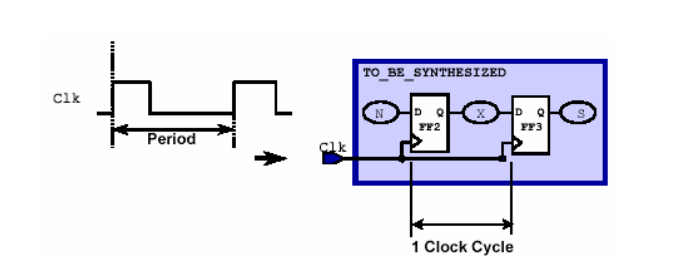 TO_BE_SYNTHESIZED
Clk
Period
N
D Q
FF2
X
D Q
FF3
S
Clk
1 Clock Cycle